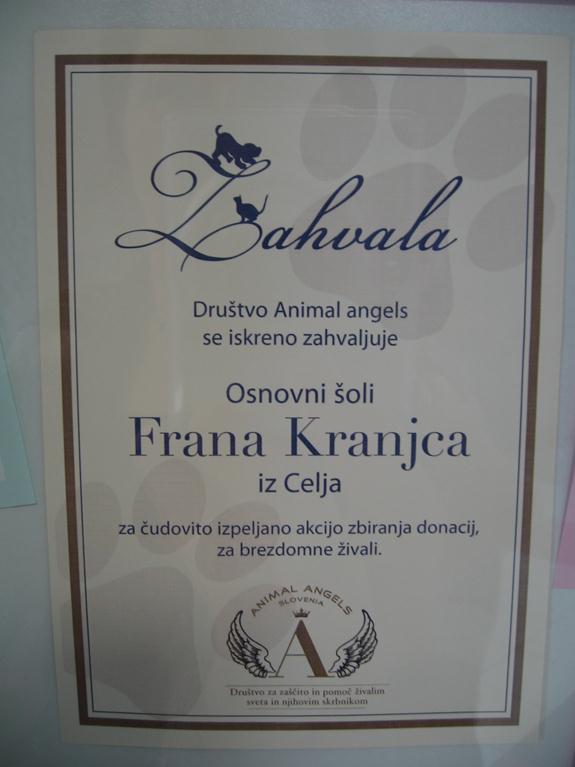 Zahvala
Društvo Animal angels
se iskreno zahvaljuje
Osnovni šoli
Frana Kranjca
iz Celja
za čudovito izpeljano akcijo zbiranja donacij,
za brezdomne živali.
ANIMAL ANGELS
SLOVENIA
A
Društvo za zaščito in pomoč živalim
sveta in njihovim skrbnikom